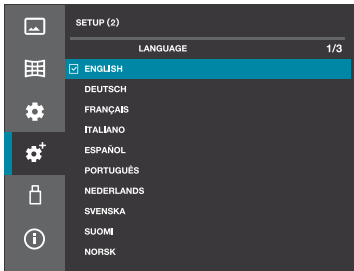 SETUP (2)
LANGUAGE 1/3
ENGLISH
DEUTSCH
FRANÇAIS
ITALIANO
ESPAÑOL
PORTUGUÊS
NEDERLANDS
SVENSKA
SUOMI
NORSK